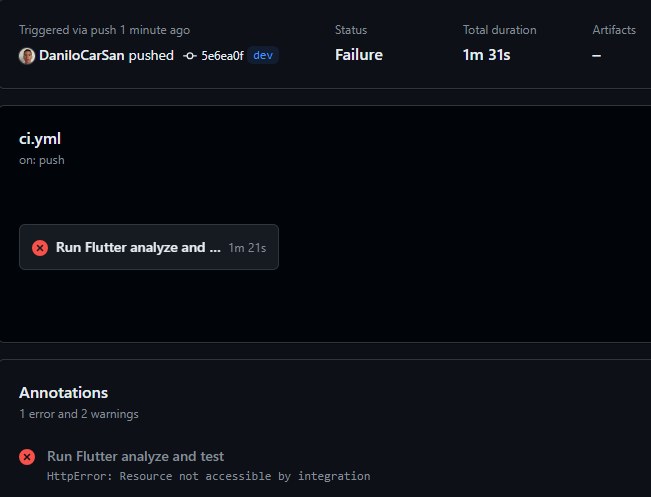 Triggered via push 1 minute ago
DaniloCarSan pushed 5e6ea0f dev
Status
Failure
Total duration
1m 31s
Artifacts
–
ci.yml
on: push
Run Flutter analyze and ... 1m 21s
Annotations
1 error and 2 warnings
Run Flutter analyze and test
HttpError: Resource not accessible by integration